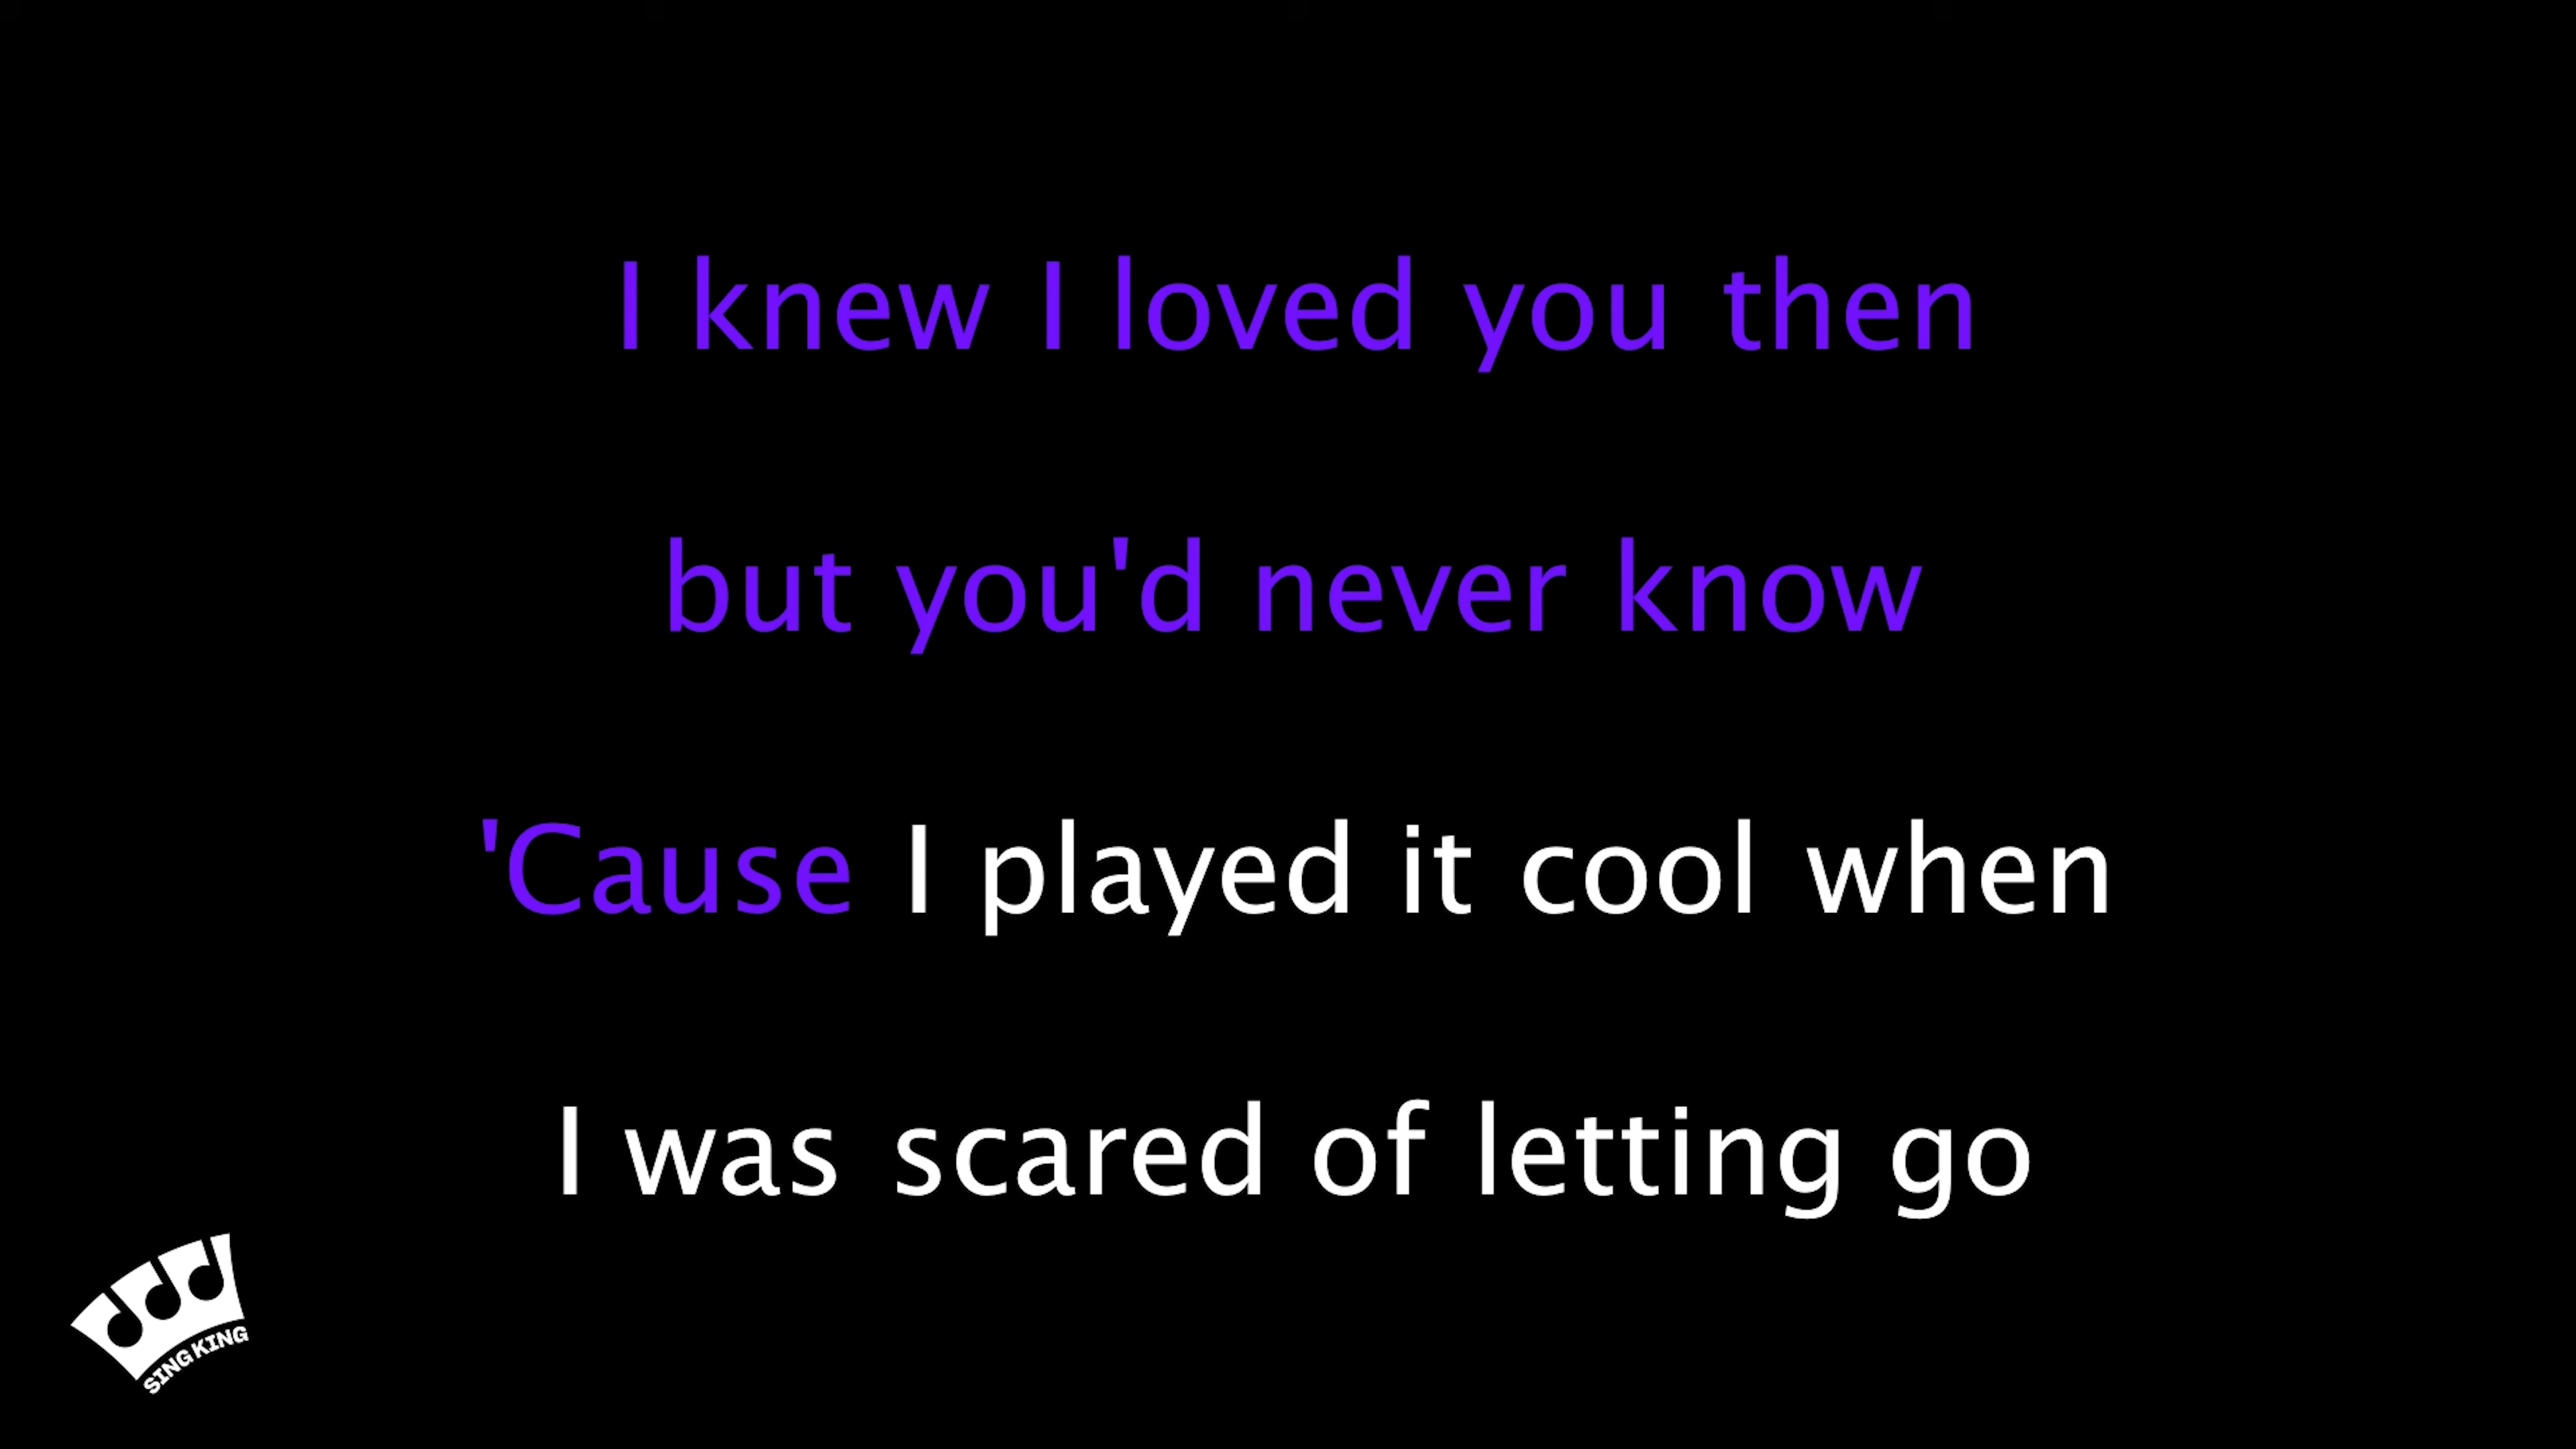 I knew I loved you then
but you'd never know
'Cause I played it cool when
I was scared of letting go
SING KING